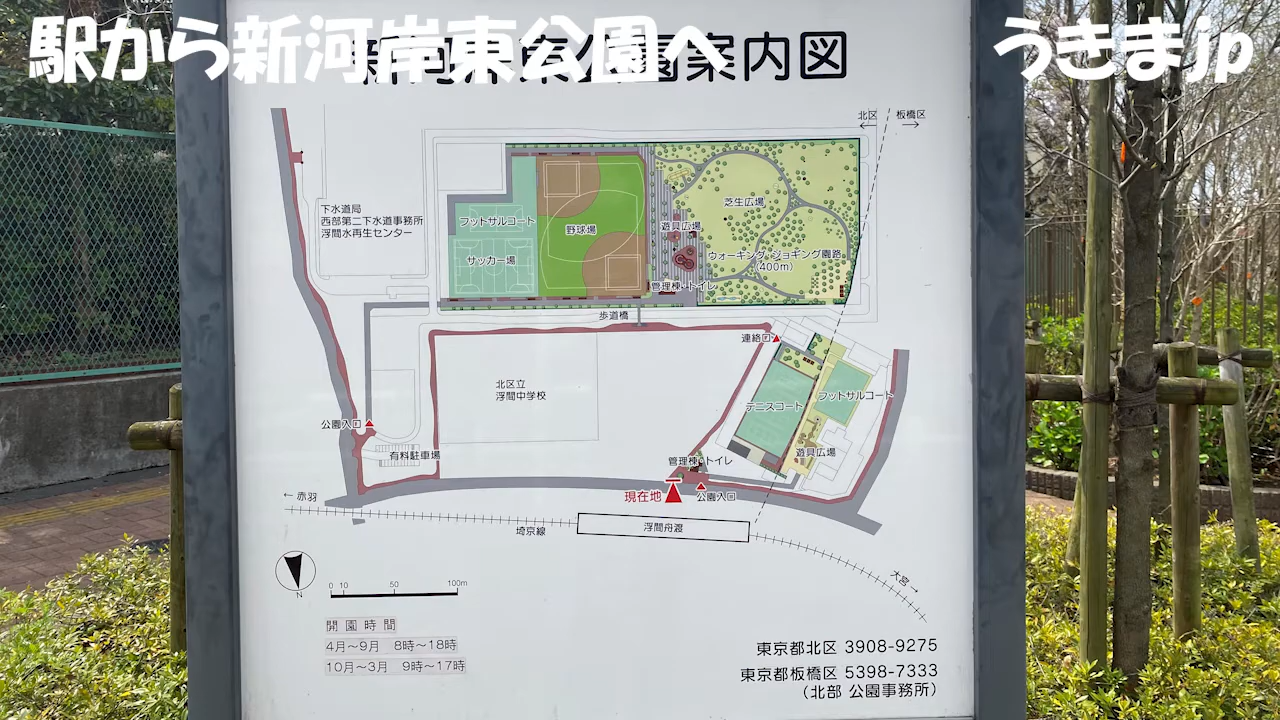 駅から新河岸東公園へ
うきまjp
新河岸東公園案内図
北区
板橋区
下水道局
西部第二下水道事務所
浮間水再生センター
フットサルコート
野球場
サッカー場
芝生広場
遊具広場
ウォーキング・ジョギング園路
(400m)
管理棟・トイレ
歩道橋
連絡口
北区立
浮間中学校
テニスコート
フットサルコート
遊具広場
公園入口
有料駐車場
管理棟・トイレ
現在地
公園入口
← 赤羽
埼京線
浮間舟渡
大宮→
N
0 10 50 100m
開園時間
4月～9月 8時～18時
10月～3月 9時～17時
東京都北区 3908-9275
東京都板橋区 5398-7333
(北部 公園事務所)